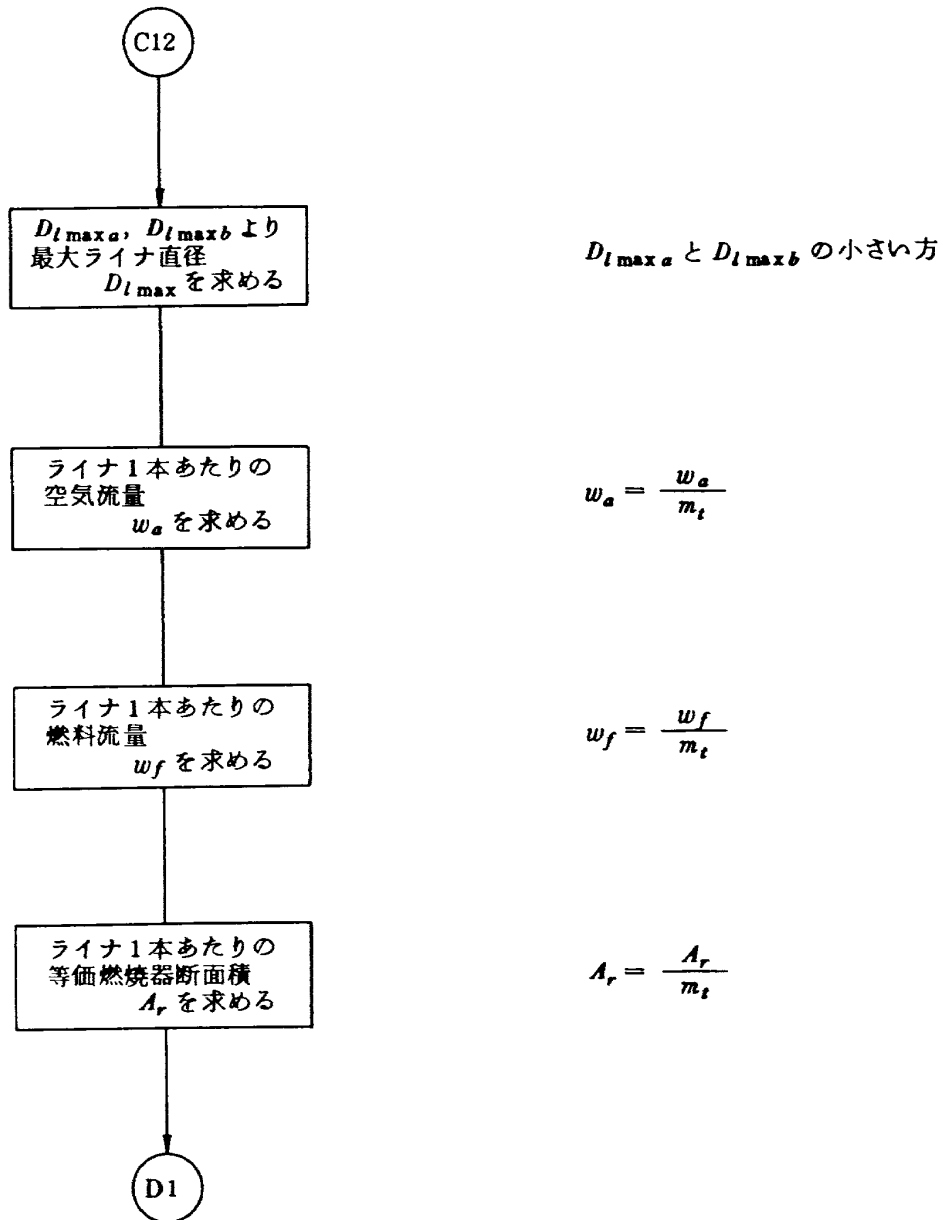 C12
D_{l max a}, D_{l max b} より
最大ライナ直径
D_{l max} を求める
D_{l max a} と D_{l max b} の小さい方
ライナ1本あたりの
空気流量
w_a を求める
w_a = \frac{w_a}{m_t}
ライナ1本あたりの
燃料流量
w_f を求める
w_f = \frac{w_f}{m_t}
ライナ1本あたりの
等価燃焼器断面積
A_r を求める
A_r = \frac{A_r}{m_t}
D1